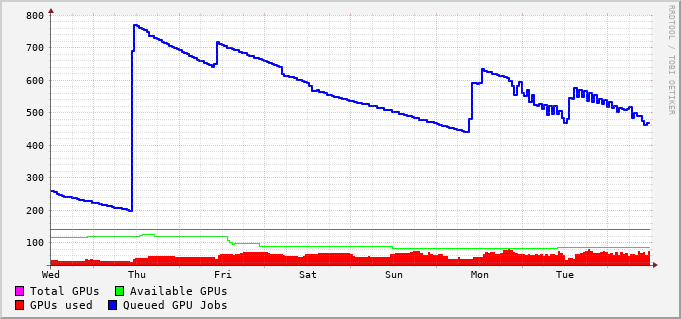 800
700
600
500
400
300
200
100
Wed Thu Fri Sat Sun Mon Tue
Total GPUs Available GPUs
GPUs used Queued GPU Jobs
RRDTOOL / TOBI OETIKER